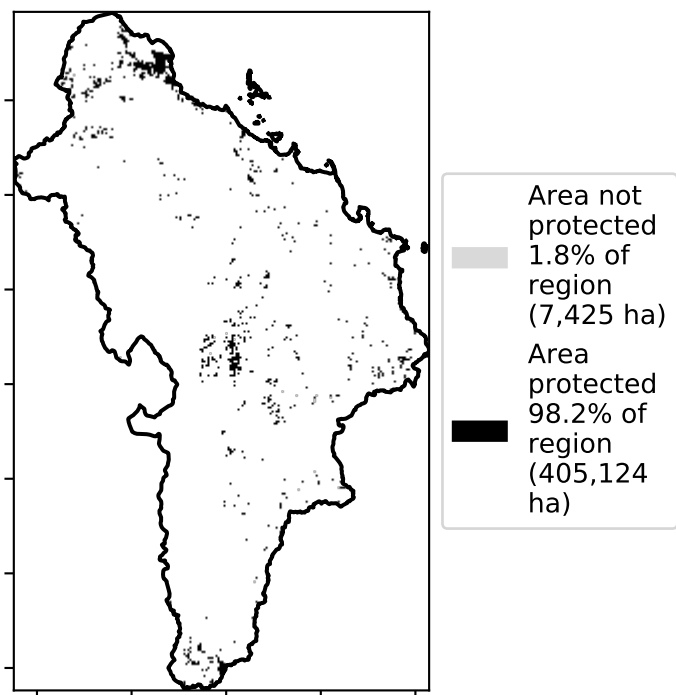 Area not
protected
1.8% of
region
(7,425 ha)
Area
protected
98.2% of
region
(405,124
ha)